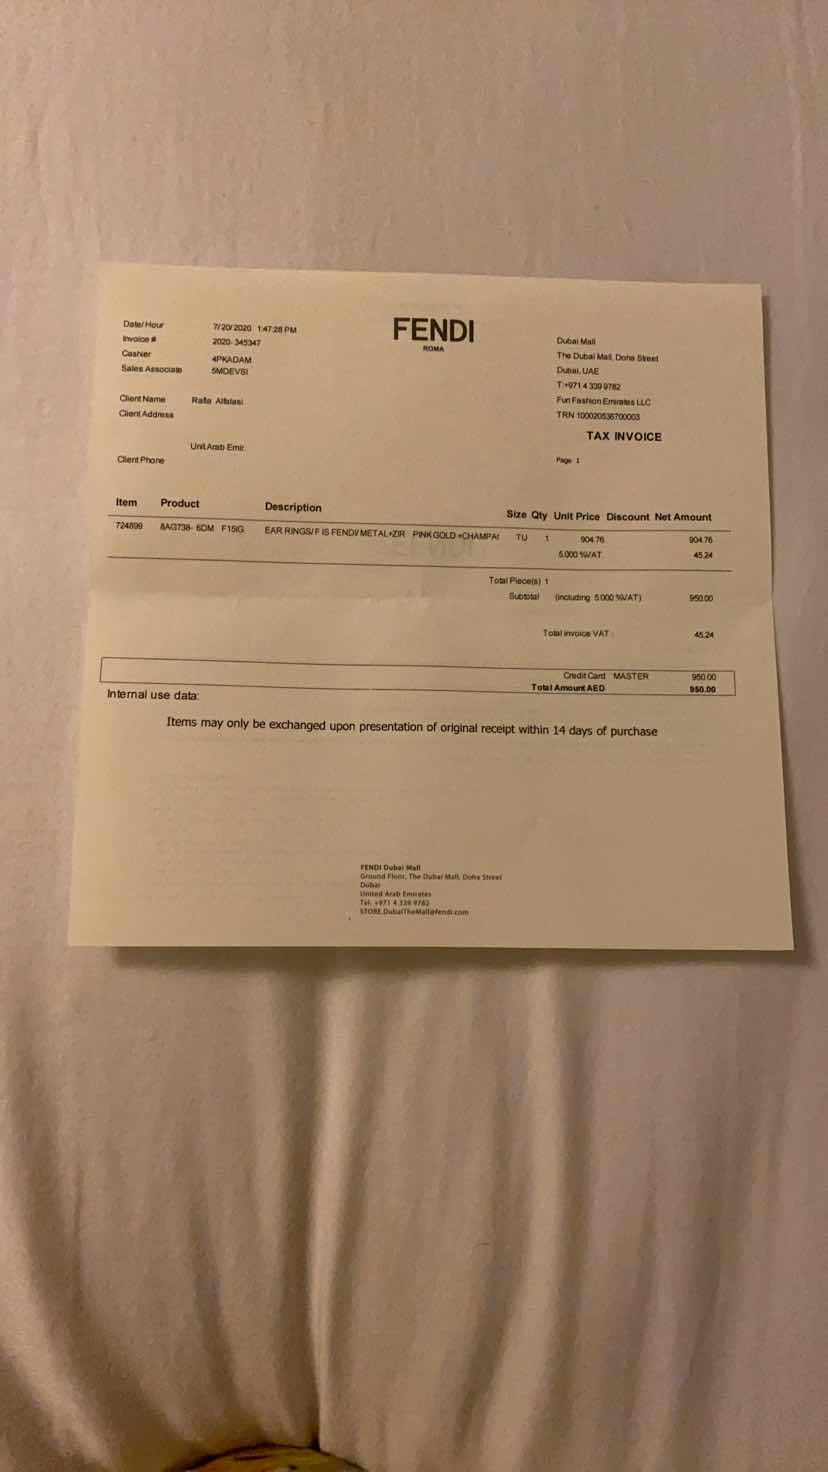 Date/Hour 7/20/2020 1:47:28 PM
Invoice # 2020-345347
Cashier 4PKADAM
Sales Associate 5MDEVSI
FENDI
ROMA
Dubai Mall
The Dubai Mall, Doha Street
Dubai, UAE
T:+971 4 339 9782
Fun Fashion Emirates LLC
TRN 100020536700003
TAX INVOICE
Page 1
Client Name Rafia Alfalasi
Client Address
Unit.Arab Emir.
Client Phone
Item Product Description Size Qty Unit Price Discount Net Amount
724899 8AG738- 6DM F15IG EAR RINGS/F IS FENDI/METAL+ZIR PINK GOLD +CHAMPAI TU 1 904.76 904.76
5.000 %VAT 45.24
Total Piece(s) 1
Subtotal (including 5.000 %VAT) 950.00
Total invoice VAT : 45.24
Credit Card MASTER 950.00
Total Amount AED 950.00
Internal use data:
Items may only be exchanged upon presentation of original receipt within 14 days of purchase
FENDI Dubai Mall
Ground Floor, The Dubai Mall, Doha Street
Dubai
United Arab Emirates
Tel. +971 4 339 9782
STORE.DubaiTheMall@fendi.com